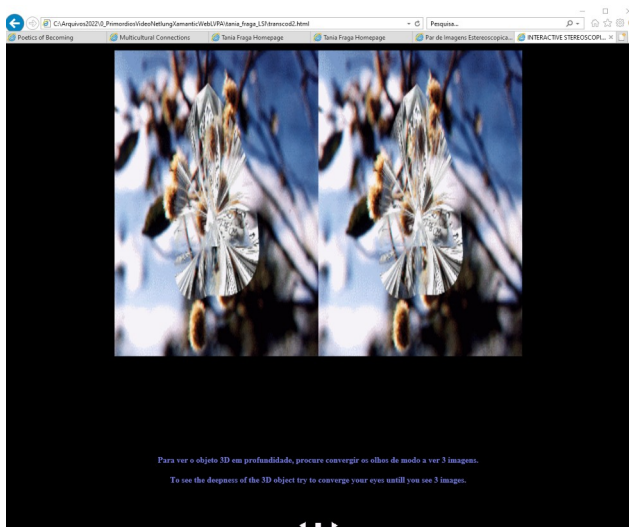 C:\Arquivos2022\0_PrimordiosVideoNetlungXamanticWebLVPA\tania_fraga_LSI\transcod2.html
Pesquisa...
Poetics of Becoming
Multicultural Connections
Tania Fraga Homepage
Tania Fraga Homepage
Par de Imagens Estereoscopica...
INTERACTIVE STEREOSCOPI...
Para ver o objeto 3D em profundidade, procure convergir os olhos de modo a ver 3 imagens.
To see the deepness of the 3D object try to converge your eyes untill you see 3 images.